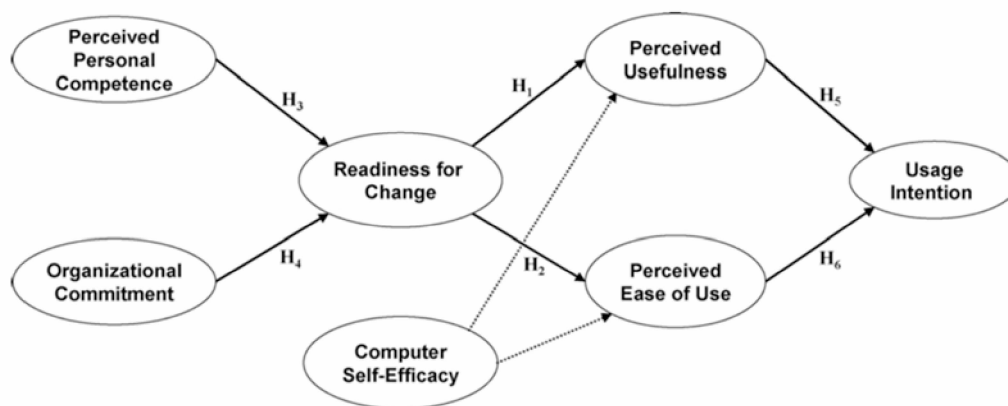 Perceived
Personal
Competence
H₃
Organizational
Commitment
H₄
Readiness for
Change
H₁
H₂
Computer
Self-Efficacy
Perceived
Usefulness
H₅
Perceived
Ease of Use
H₆
Usage
Intention